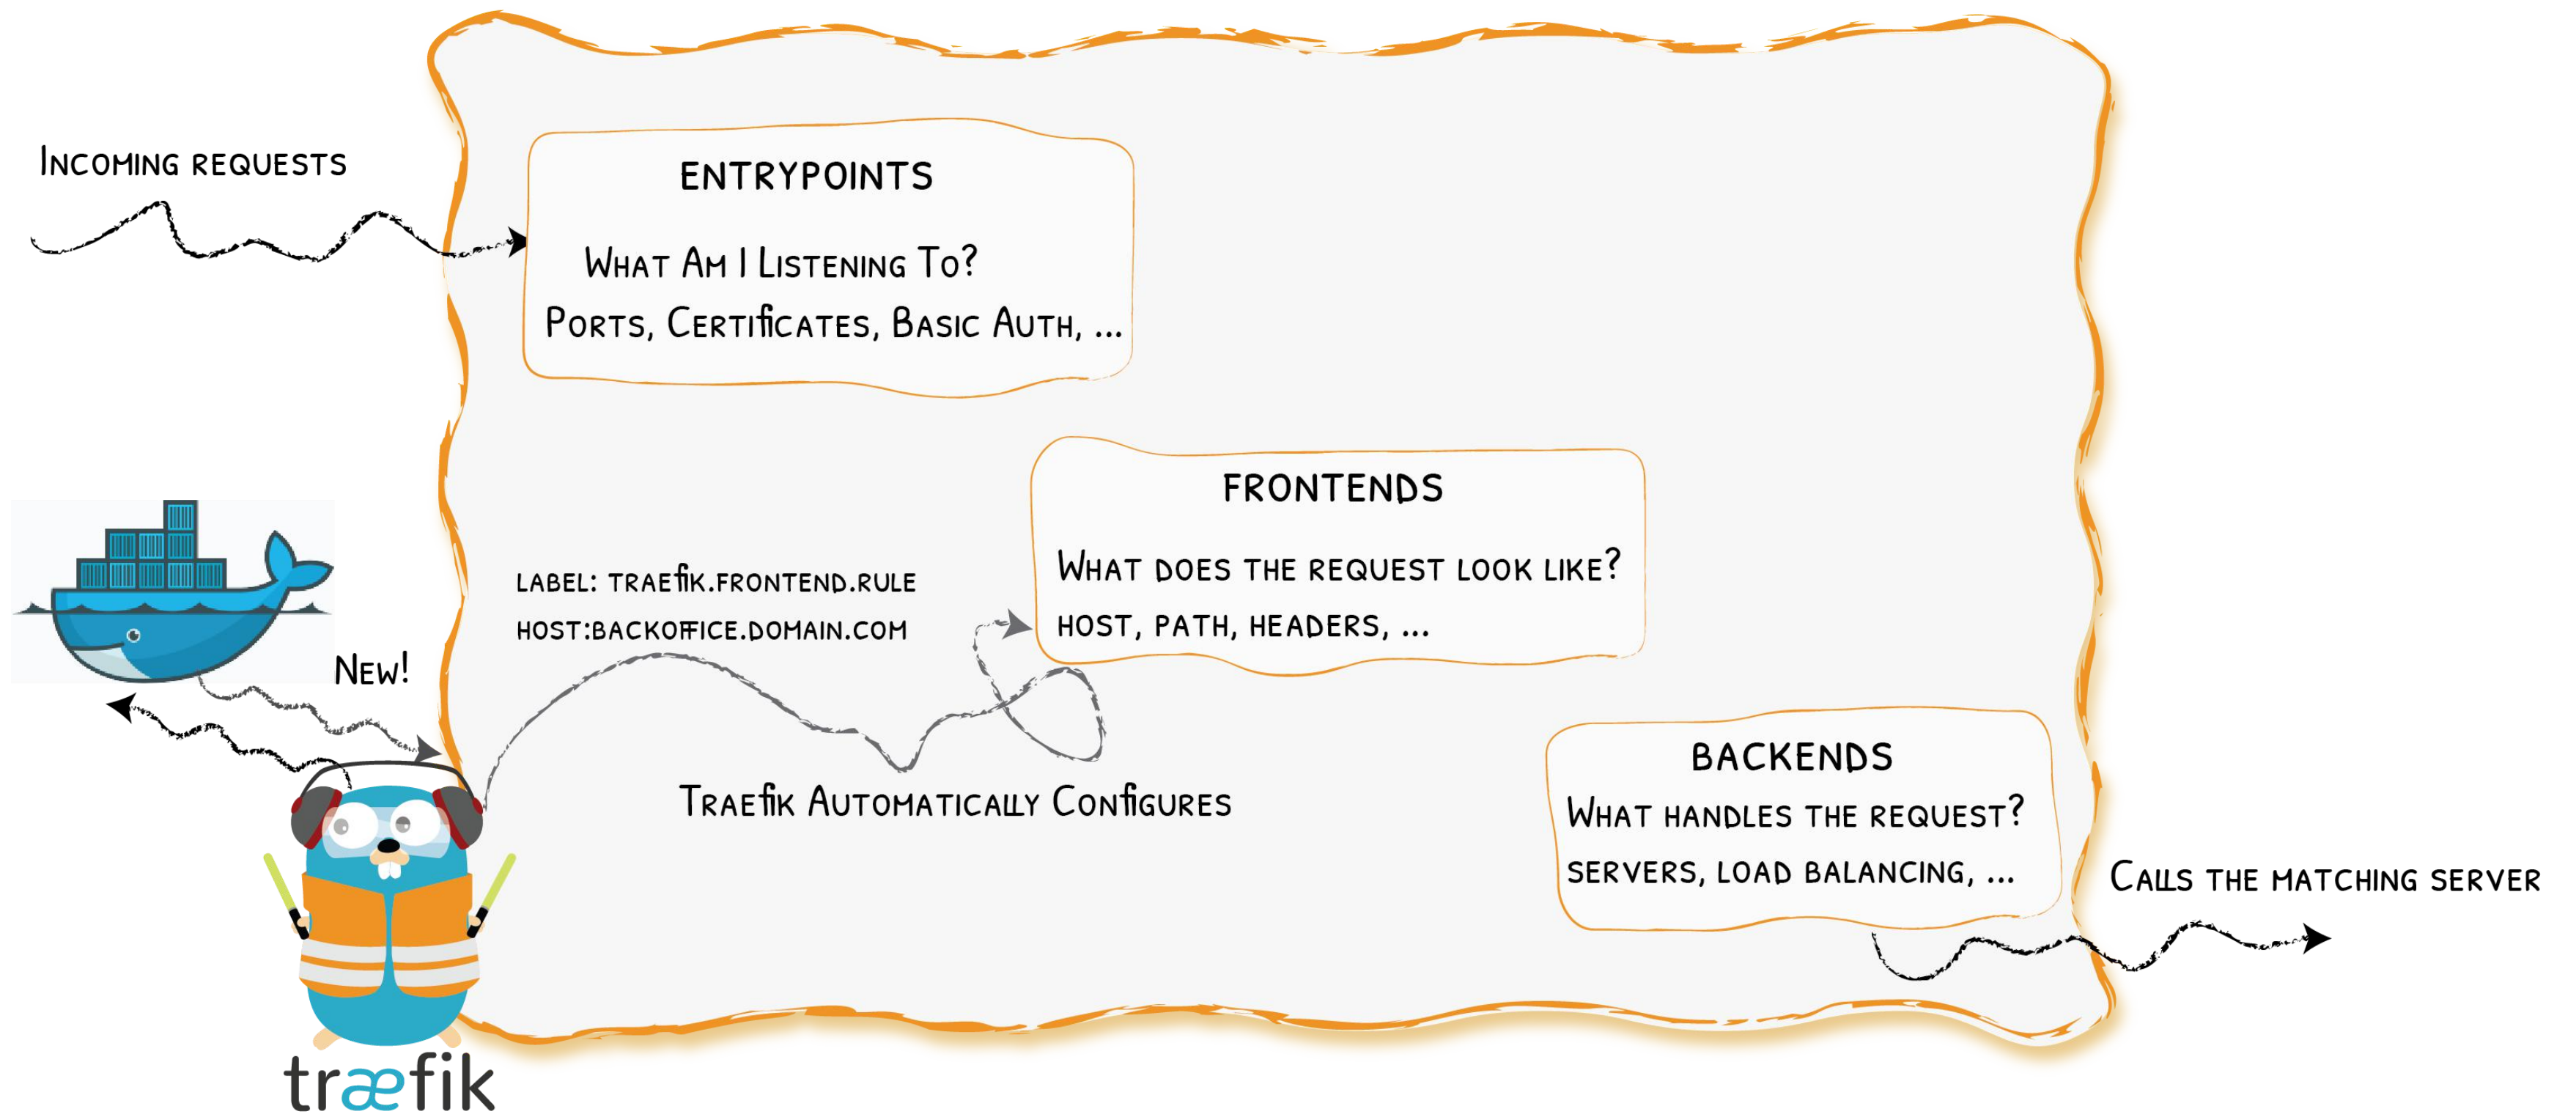 Incoming requests
ENTRYPOINTS
What Am I Listening To?
Ports, Certificates, Basic Auth, ...
FRONTENDS
What does the request look like?
host, path, headers, ...
label: traefik.frontend.rule
host:backoffice.domain.com
New!
Traefik Automatically Configures
BACKENDS
What handles the request?
servers, load balancing, ...
Calls the matching server
træfik